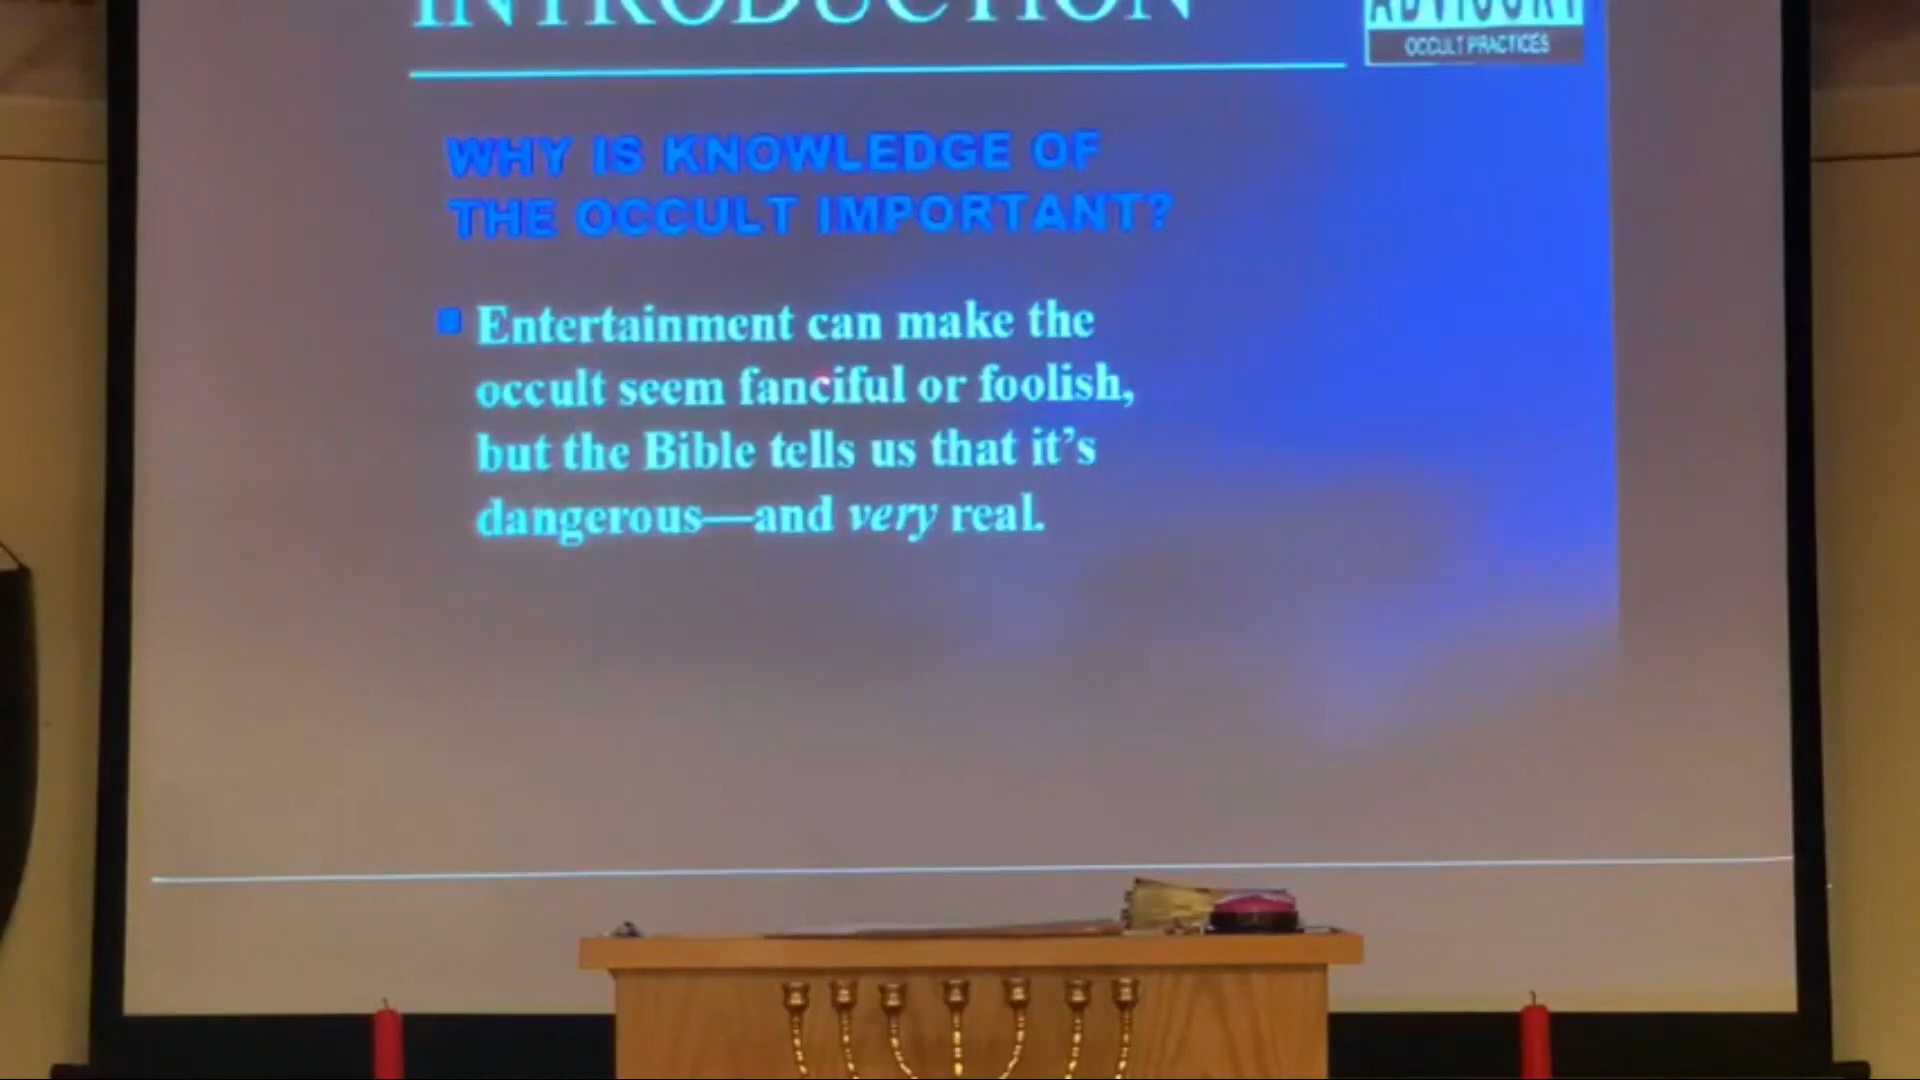 INTRODUCTION
ADVISORY
OCCULT PRACTICES
WHY IS KNOWLEDGE OF
THE OCCULT IMPORTANT?
Entertainment can make the
occult seem fanciful or foolish,
but the Bible tells us that it’s
dangerous—and very real.